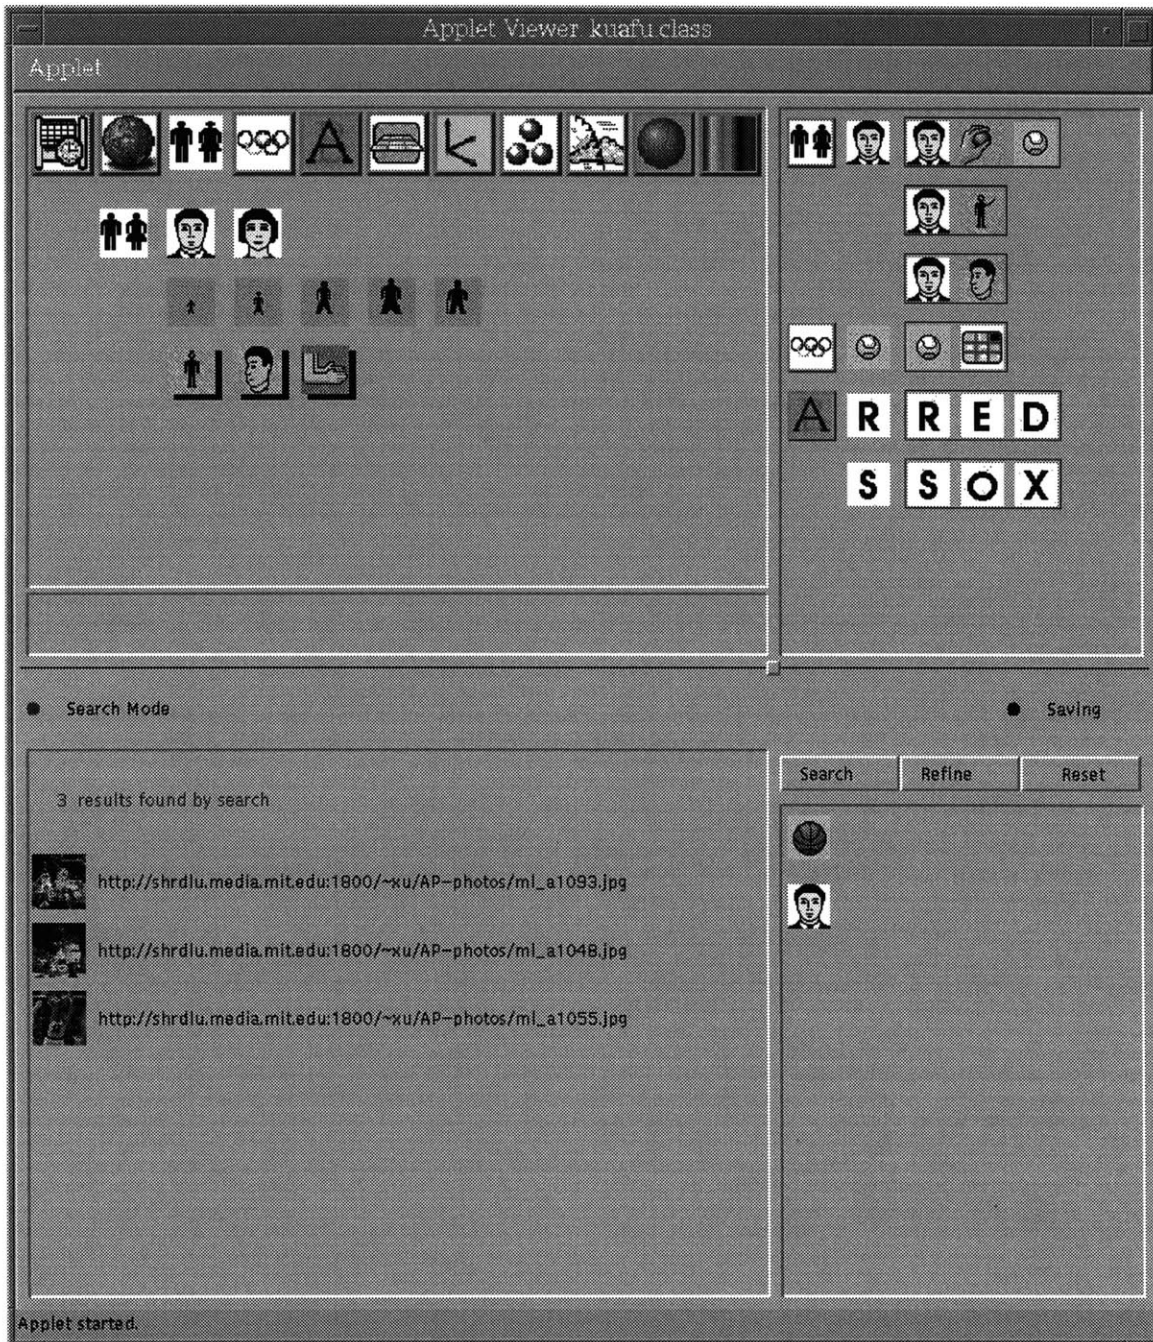 Applet Viewer kuafu class
Applet
A
A R R E D
S S O X
Search Mode
Saving
Search Refine Reset
3 results found by search
http://shrdlu.media.mit.edu:1800/~xu/AP-photos/ml_a1093.jpg
http://shrdlu.media.mit.edu:1800/~xu/AP-photos/ml_a1048.jpg
http://shrdlu.media.mit.edu:1800/~xu/AP-photos/ml_a1055.jpg
Applet started.